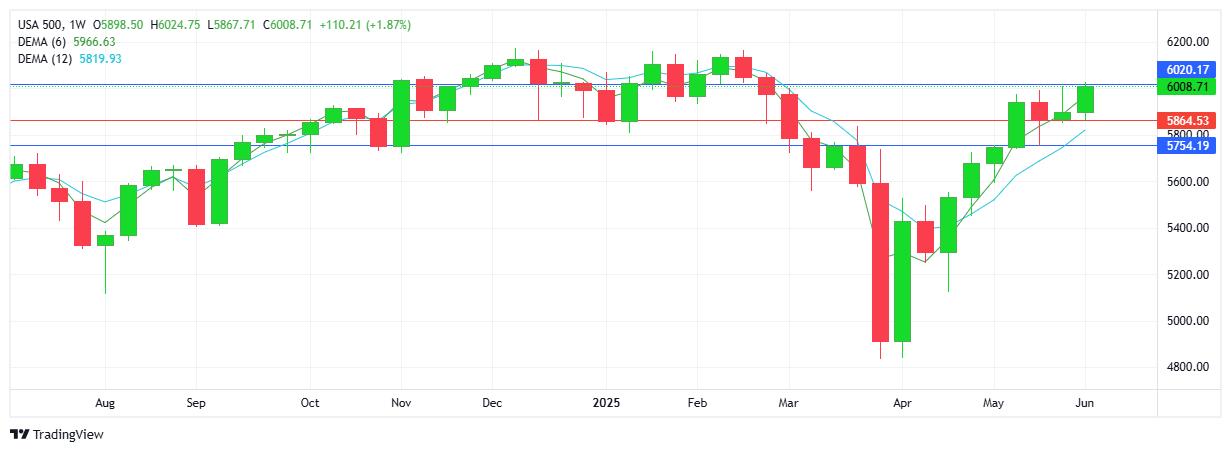 USA 500, 1W O5898.50 H6024.75 L5867.71 C6008.71 +110.21 (+1.87%)
DEMA (6) 5966.63
DEMA (12) 5819.93
6200.00
6020.17
6008.71
5864.53
5800.00
5754.19
5600.00
5400.00
5200.00
5000.00
4800.00
Aug Sep Oct Nov Dec 2025 Feb Mar Apr May Jun
TradingView